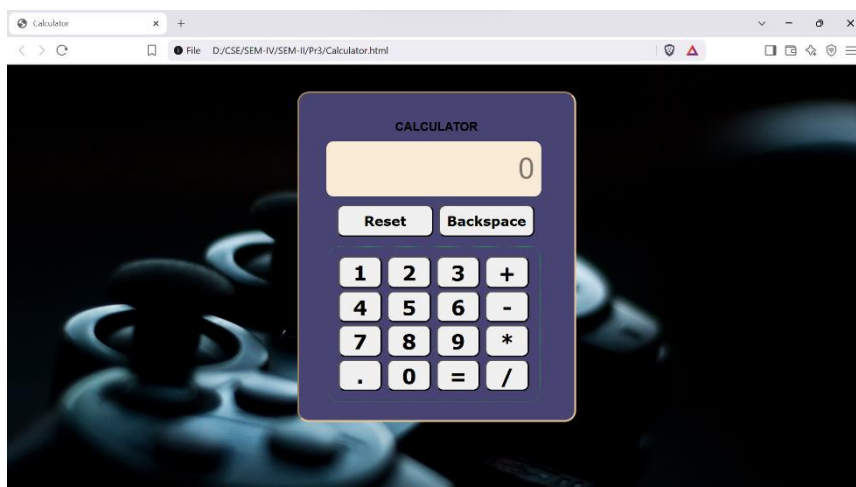 Calculator
File D:/CSE/SEM-IV/SEM-II/Pr3/Calculator.html
CALCULATOR
0
Reset Backspace
1 2 3 +
4 5 6 -
7 8 9 *
. 0 = /